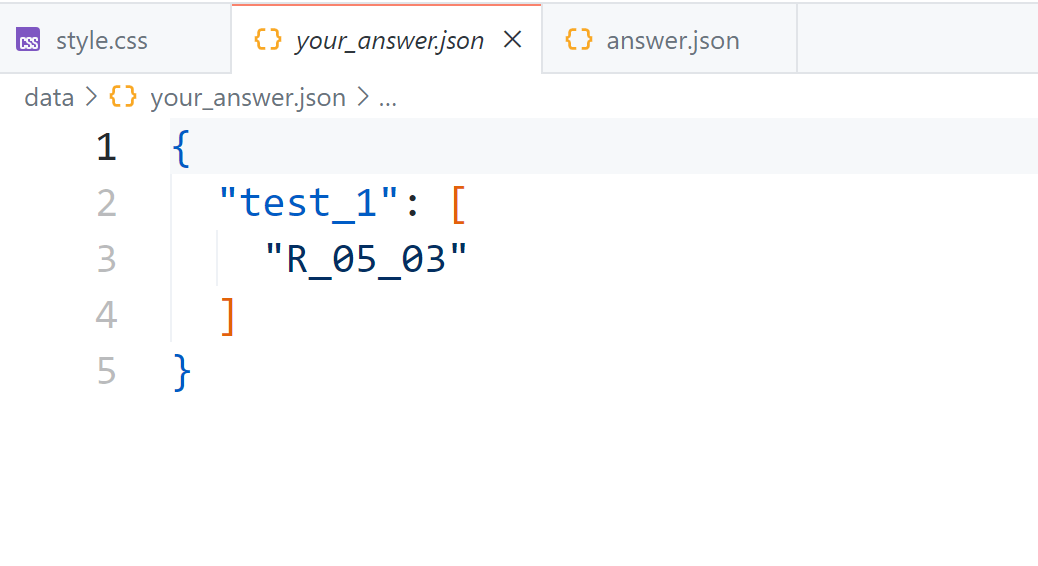 style.css your_answer.json answer.json
data > your_answer.json > ...
1 {
2 "test_1": [
3 "R_05_03"
4 ]
5 }